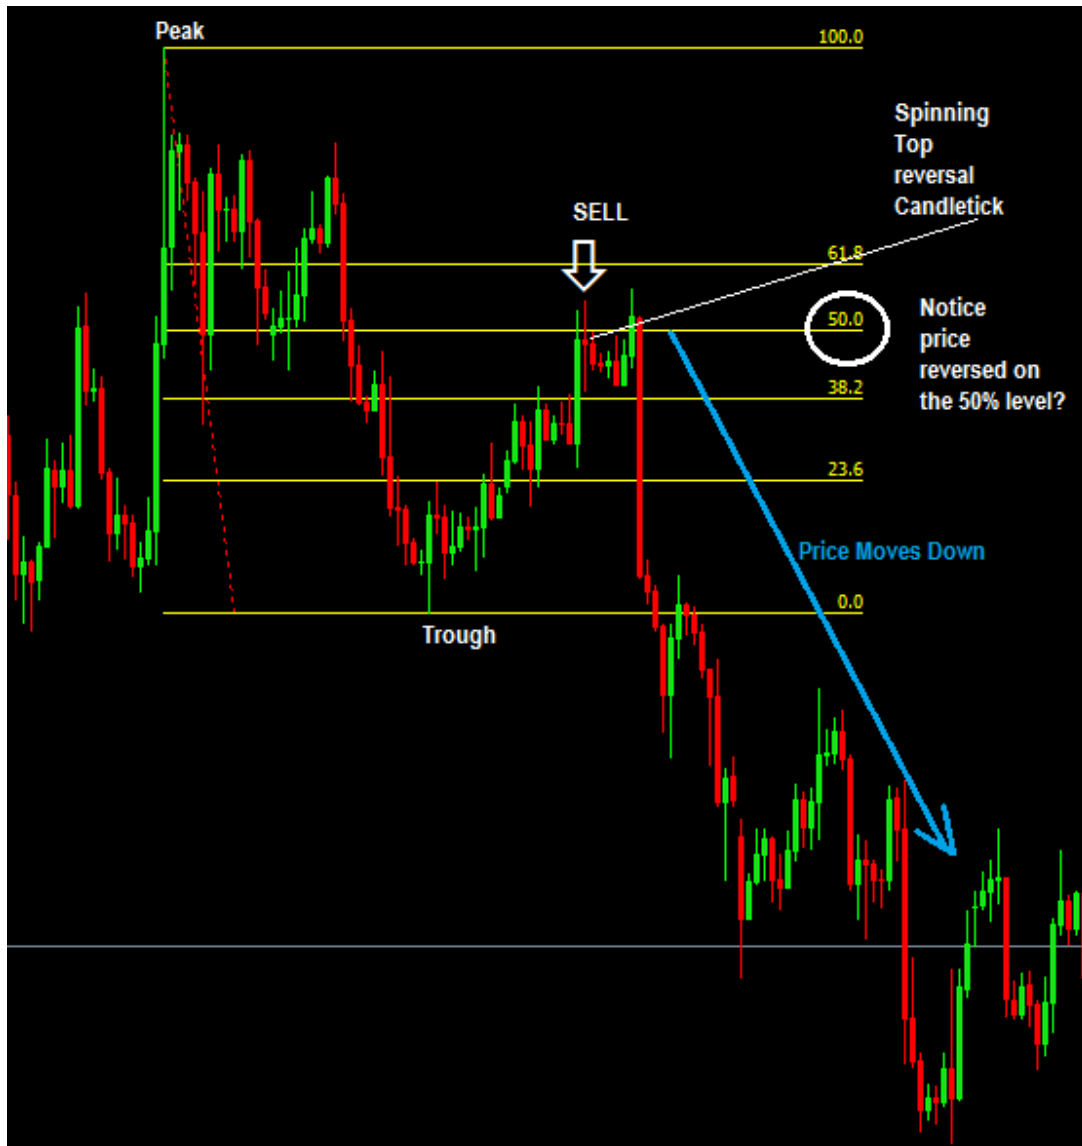 Peak
100.0
Spinning
Top
reversal
Candletick
SELL
61.8
50.0
Notice
price
reversed on
the 50% level?
38.2
23.6
Price Moves Down
0.0
Trough